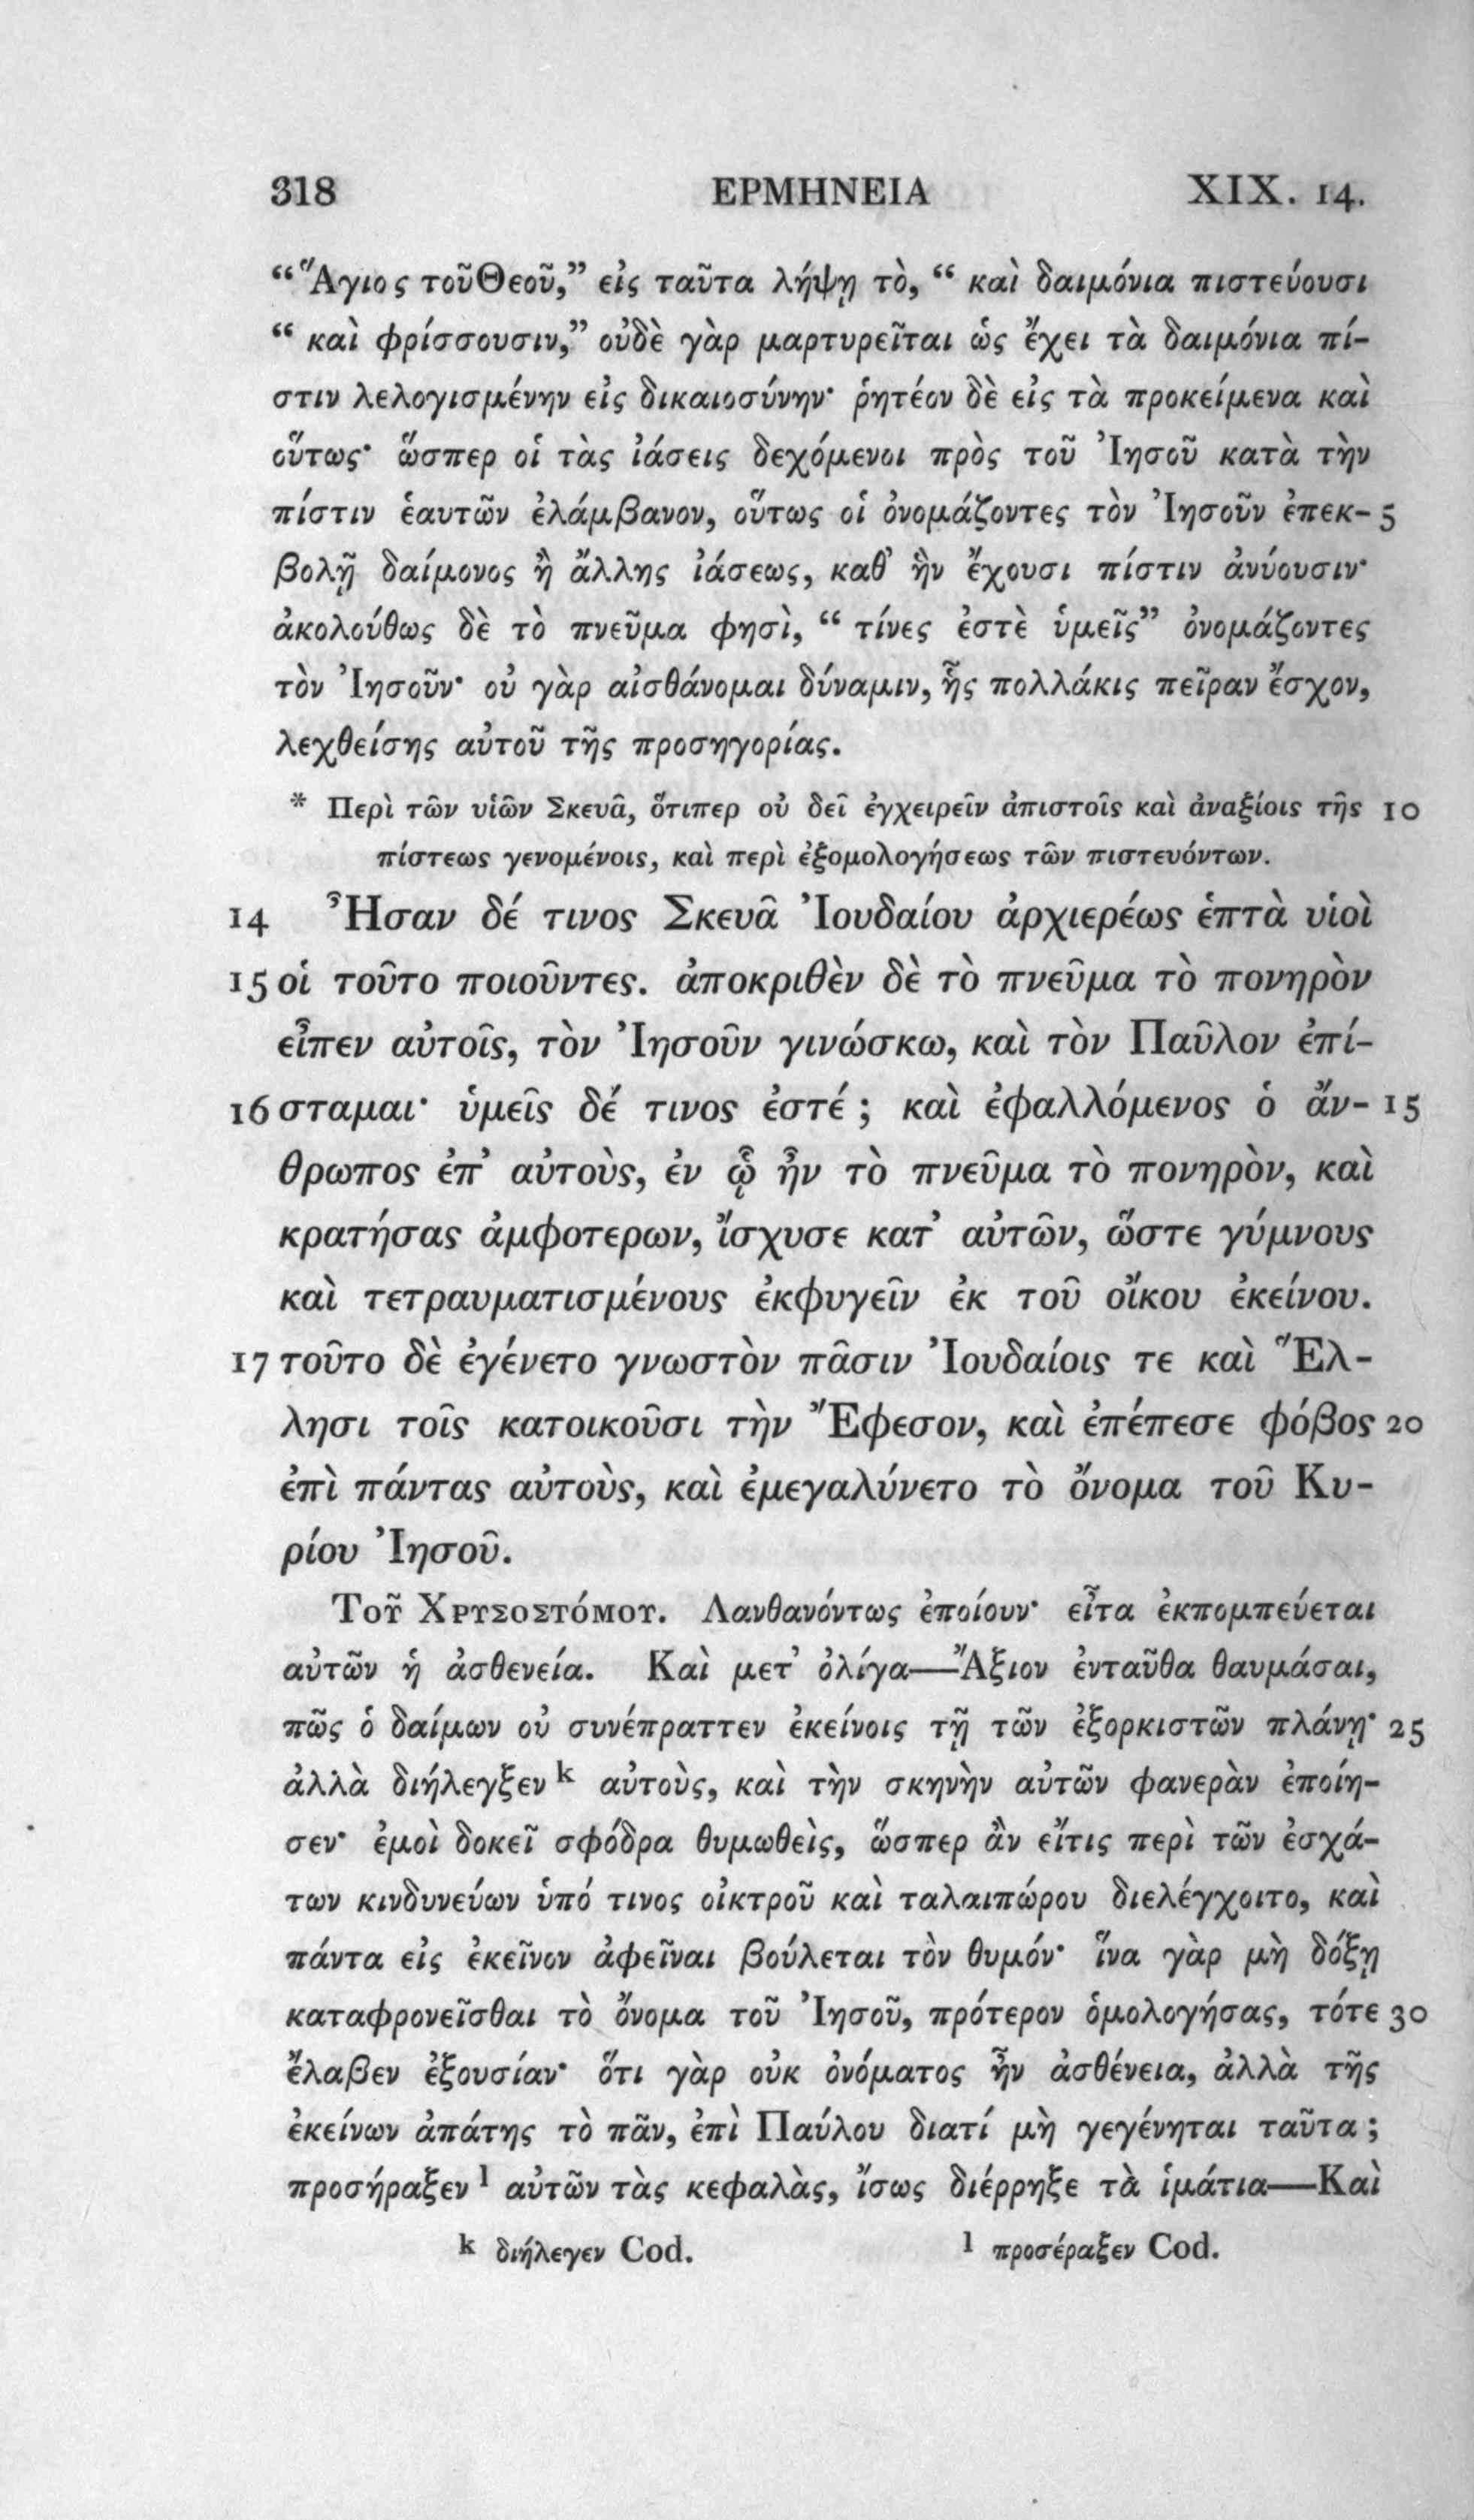 318 ΕΡΜΗΝΕΙΑ XIX. 14.
“ Ἅγιος τοῦ Θεοῦ,” εἰς ταῦτα λήψῃ τὸ, “ καὶ δαιμόνια πιστεύουσι
“ καὶ φρίσσουσιν,” οὐδὲ γὰρ μαρτυρεῖται ὡς ἔχει τὰ δαιμόνια πί-
στιν λελογισμένην εἰς δικαιοσύνην· ῥητέον δὲ εἰς τὰ προκείμενα καὶ
οὕτως· ὥσπερ οἱ τὰς ἰάσεις δεχόμενοι πρὸς τοῦ Ἰησοῦ κατὰ τὴν
πίστιν ἑαυτῶν ἐλάμβανον, οὕτως οἱ ὀνομάζοντες τὸν Ἰησοῦν ἐπεκ- 5
βολῇ δαίμονος ἢ ἄλλης ἰάσεως, καθ’ ἣν ἔχουσι πίστιν ἀνύουσιν·
ἀκολούθως δὲ τὸ πνεῦμα φησὶ, “ τίνες ἐστὲ ὑμεῖς” ὀνομάζοντες
τὸν Ἰησοῦν· οὐ γὰρ αἰσθάνομαι δύναμιν, ἧς πολλάκις πεῖραν ἔσχον,
λεχθείσης αὐτοῦ τῆς προσηγορίας.
* Περὶ τῶν υἱῶν Σκευᾶ, ὅτιπερ οὐ δεῖ ἐγχειρεῖν ἀπιστοῖς καὶ ἀναξίοις τῆς 10
πίστεως γενομένοις, καὶ περὶ ἐξομολογήσεως τῶν πιστευόντων.
14 Ἦσαν δέ τινος Σκευᾶ Ἰουδαίου ἀρχιερέως ἑπτὰ υἱοὶ
15 οἱ τοῦτο ποιοῦντες. ἀποκριθὲν δὲ τὸ πνεῦμα τὸ πονηρὸν
εἶπεν αὐτοῖς, τὸν Ἰησοῦν γινώσκω, καὶ τὸν Παῦλον ἐπί-
16 σταμαι· ὑμεῖς δέ τινος ἐστέ ; καὶ ἐφαλλόμενος ὁ ἄν- 15
θρωπος ἐπ’ αὐτοὺς, ἐν ᾧ ἦν τὸ πνεῦμα τὸ πονηρὸν, καὶ
κρατήσας ἀμφοτερων, ἴσχυσε κατ’ αὐτῶν, ὥστε γύμνους
καὶ τετραυματισμένους ἐκφυγεῖν ἐκ τοῦ οἴκου ἐκείνου.
17 τοῦτο δὲ ἐγένετο γνωστὸν πᾶσιν Ἰουδαίοις τε καὶ Ἕλ-
λησι τοῖς κατοικοῦσι τὴν Ἔφεσον, καὶ ἐπέπεσε φόβος 20
ἐπὶ πάντας αὐτοὺς, καὶ ἐμεγαλύνετο τὸ ὄνομα τοῦ Κυ-
ρίου Ἰησοῦ.
Τοῦ Χρυσοστόμου. Λανθανόντως ἐποίουν· εἶτα ἐκπομπεύεται
αὐτῶν ἡ ἀσθενεία. Καὶ μετ’ ὀλίγα—Ἄξιον ἐνταῦθα θαυμάσαι,
πῶς ὁ δαίμων οὐ συνέπραττεν ἐκείνοις τῇ τῶν ἐξορκιστῶν πλάνῃ· 25
ἀλλὰ διήλεγξεν k αὐτοὺς, καὶ τὴν σκηνὴν αὐτῶν φανερὰν ἐποίη-
σεν· ἐμοὶ δοκεῖ σφόδρα θυμωθεὶς, ὥσπερ ἂν εἴτις περὶ τῶν ἐσχά-
των κινδυνεύων ὑπό τινος οἰκτροῦ καὶ ταλαιπώρου διελέγχοιτο, καὶ
πάντα εἰς ἐκεῖνον ἀφεῖναι βούλεται τὸν θυμόν· ἵνα γὰρ μὴ δόξῃ
καταφρονεῖσθαι τὸ ὄνομα τοῦ Ἰησοῦ, πρότερον ὁμολογήσας, τότε 30
ἔλαβεν ἐξουσίαν· ὅτι γὰρ οὐκ ὀνόματος ἦν ἀσθένεια, ἀλλὰ τῆς
ἐκείνων ἀπάτης τὸ πᾶν, ἐπὶ Παύλου διατί μὴ γεγένηται ταῦτα ;
προσήραξεν l αὐτῶν τὰς κεφαλὰς, ἴσως διέρρηξε τὰ ἱμάτια—Καὶ
k διήλεγεν Cod. l προσέραξεν Cod.